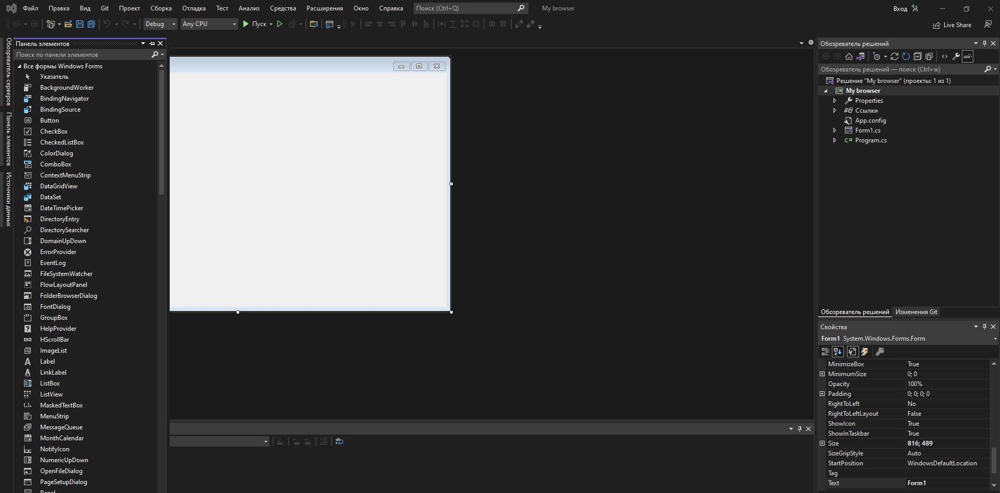 Файл Правка Вид Git Проект Сборка Отладка Тест Анализ Средства Расширения Окно Справка Поиск (Ctrl+Q) My browser Вход
Debug Any CPU Пуск Live Share
Обозреватель серверов
Панель элементов
Источники данных
Панель элементов
Поиск по панели элементов
Все формы Windows Forms
Указатель
BackgroundWorker
BindingNavigator
BindingSource
Button
CheckBox
CheckedListBox
ColorDialog
ComboBox
ContextMenuStrip
DataGridView
DataSet
DateTimePicker
DirectoryEntry
DirectorySearcher
DomainUpDown
ErrorProvider
EventLog
FileSystemWatcher
FlowLayoutPanel
FolderBrowserDialog
FontDialog
GroupBox
HelpProvider
HScrollBar
ImageList
Label
LinkLabel
ListBox
ListView
MaskedTextBox
MenuStrip
MessageQueue
MonthCalendar
NotifyIcon
NumericUpDown
OpenFileDialog
PageSetupDialog
Panel
Обозреватель решений
Обозреватель решений — поиск (Ctrl+ж)
Решение "My browser" (проекты: 1 из 1)
C# My browser
Properties
Ссылки
App.config
Form1.cs
C# Program.cs
Обозреватель решений Изменения Git
Свойства
Form1 System.Windows.Forms.Form
MinimizeBox True
MinimumSize 0; 0
Opacity 100%
Padding 0; 0; 0; 0
RightToLeft No
RightToLeftLayout False
ShowIcon True
ShowInTaskbar True
Size 816; 489
SizeGripStyle Auto
StartPosition WindowsDefaultLocation
Tag
Text Form1